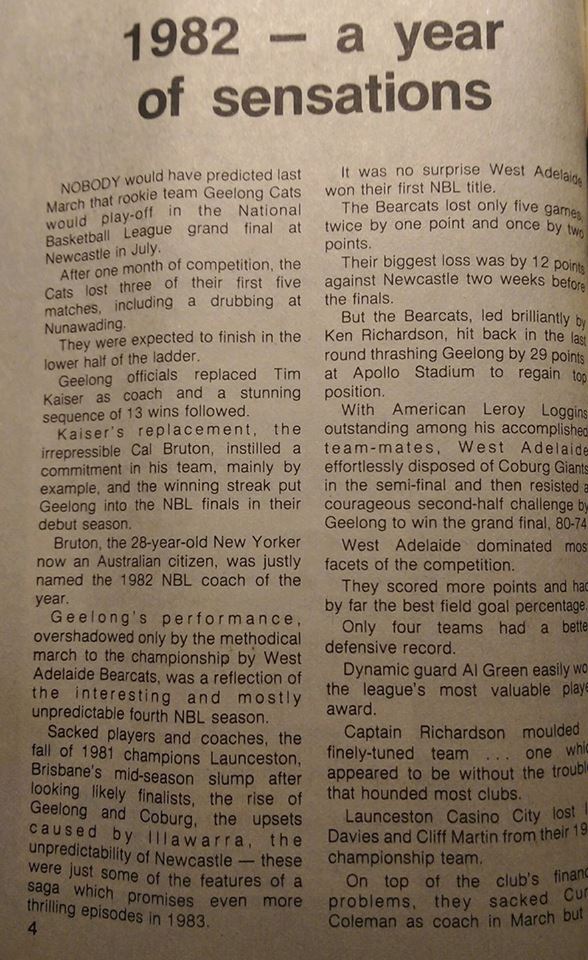 1982 — a year
of sensations
NOBODY would have predicted last
March that rookie team Geelong Cats
would play-off in the National
Basketball League grand final at
Newcastle in July.
After one month of competition, the
Cats lost three of their first five
matches, including a drubbing at
Nunawading.
They were expected to finish in the
lower half of the ladder.
Geelong officials replaced Tim
Kaiser as coach and a stunning
sequence of 13 wins followed.
Kaiser's replacement, the
irrepressible Cal Bruton, instilled a
commitment in his team, mainly by
example, and the winning streak put
Geelong into the NBL finals in their
debut season.
Bruton, the 28-year-old New Yorker
now an Australian citizen, was justly
named the 1982 NBL coach of the
year.
Geelong's performance,
overshadowed only by the methodical
march to the championship by West
Adelaide Bearcats, was a reflection of
the interesting and mostly
unpredictable fourth NBL season.
Sacked players and coaches, the
fall of 1981 champions Launceston,
Brisbane's mid-season slump after
looking likely finalists, the rise of
Geelong and Coburg, the upsets
caused by Illawarra, the
unpredictability of Newcastle — these
were just some of the features of a
saga which promises even more
thrilling episodes in 1983.
4
It was no surprise West Adelaide
won their first NBL title.
The Bearcats lost only five games,
twice by one point and once by two
points.
Their biggest loss was by 12 points
against Newcastle two weeks before
the finals.
But the Bearcats, led brilliantly by
Ken Richardson, hit back in the last
round thrashing Geelong by 29 points
at Apollo Stadium to regain top
position.
With American Leroy Loggins
outstanding among his accomplished
team-mates, West Adelaide
effortlessly disposed of Coburg Giants
in the semi-final and then resisted a
courageous second-half challenge by
Geelong to win the grand final, 80-74
West Adelaide dominated mos
facets of the competition.
They scored more points and had
by far the best field goal percentage.
Only four teams had a bette
defensive record.
Dynamic guard Al Green easily wo
the league's most valuable playe
award.
Captain Richardson moulded
finely-tuned team ... one whic
appeared to be without the troubl
that hounded most clubs.
Launceston Casino City lost
Davies and Cliff Martin from their 19
championship team.
On top of the club's financ
problems, they sacked Cur
Coleman as coach in March but